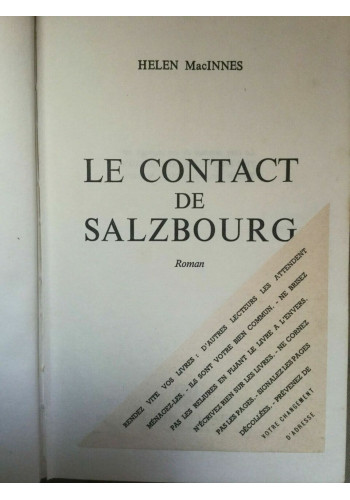 HELEN MacINNES
LE CONTACT
DE
SALZBOURG
Roman
RENDEZ VITE VOS LIVRES : D'AUTRES LECTEURS LES ATTENDENT
MÉNAGEZ-LES. - ILS SONT VOTRE BIEN COMMUN. - NE BRISEZ
PAS LES RELIURES EN PLIANT LE LIVRE A L'ENVERS.
N'ÉCRIVEZ RIEN SUR LES LIVRES. - NE CORNEZ
PAS LES PAGES. - SIGNALEZ LES PAGES
DÉCOLLÉES. - PRÉVENEZ DE
VOTRE CHANGEMENT
D'ADRESSE